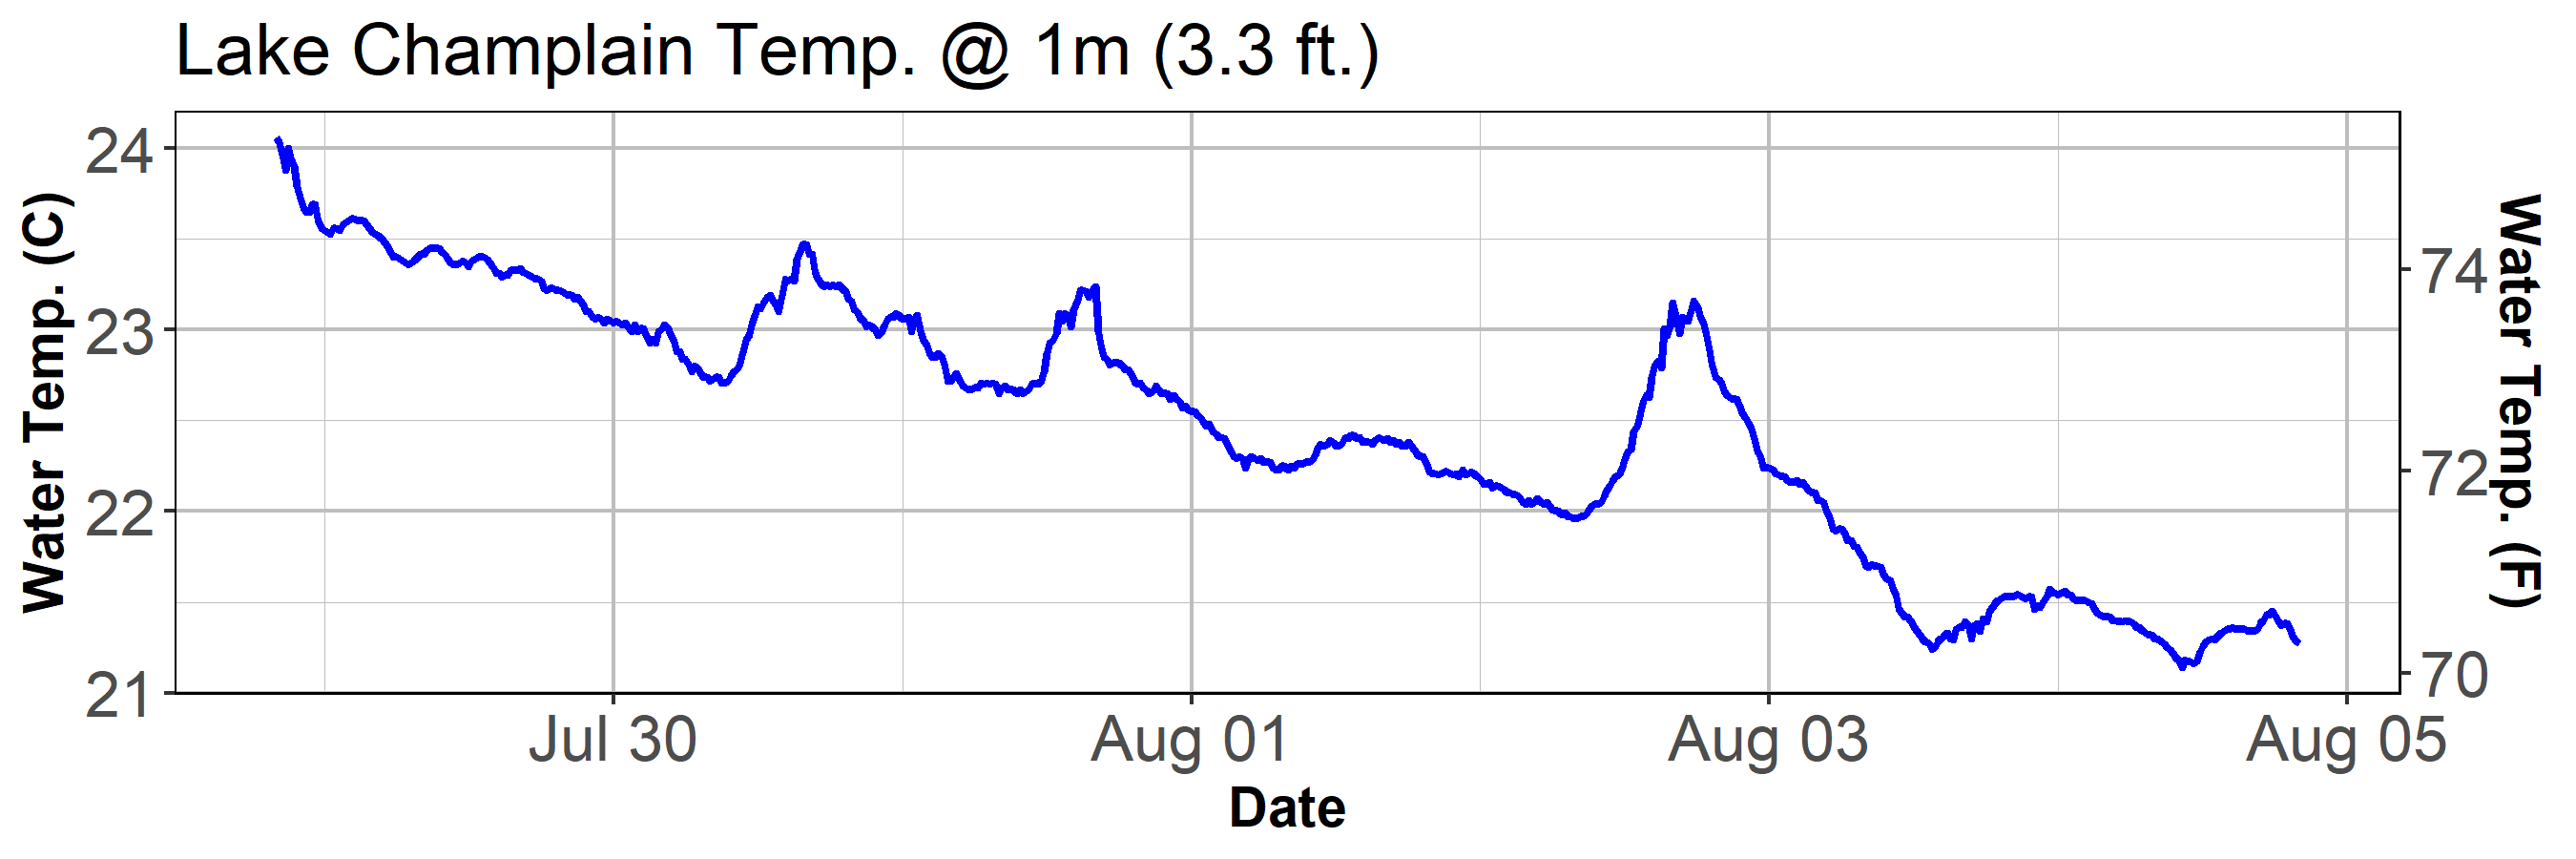 Lake Champlain Temp. @ 1m (3.3 ft.)
Water Temp. (C)
24
23
22
21
74
72
70
Water Temp. (F)
Jul 30
Aug 01
Aug 03
Aug 05
Date